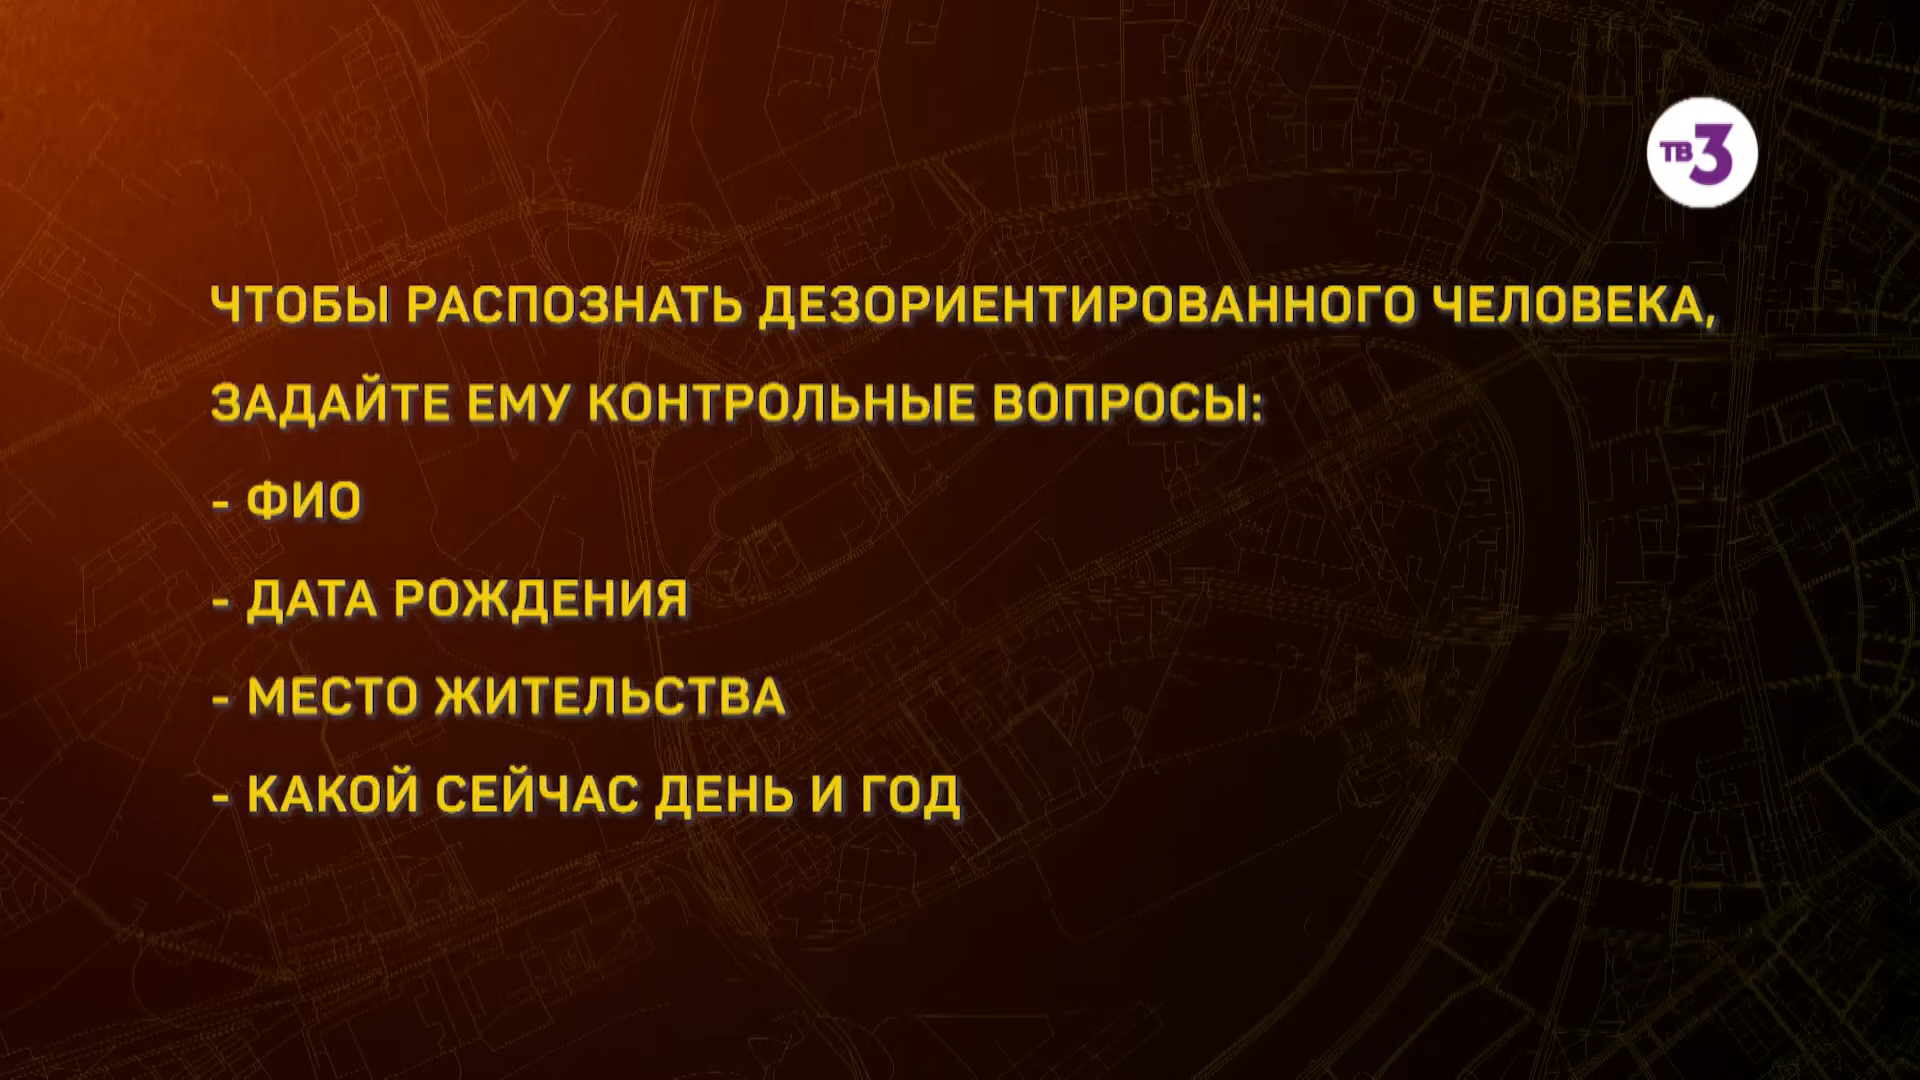 ТВ3
ЧТОБЫ РАСПОЗНАТЬ ДЕЗОРИЕНТИРОВАННОГО ЧЕЛОВЕКА,
ЗАДАЙТЕ ЕМУ КОНТРОЛЬНЫЕ ВОПРОСЫ:
- ФИО
- ДАТА РОЖДЕНИЯ
- МЕСТО ЖИТЕЛЬСТВА
- КАКОЙ СЕЙЧАС ДЕНЬ И ГОД